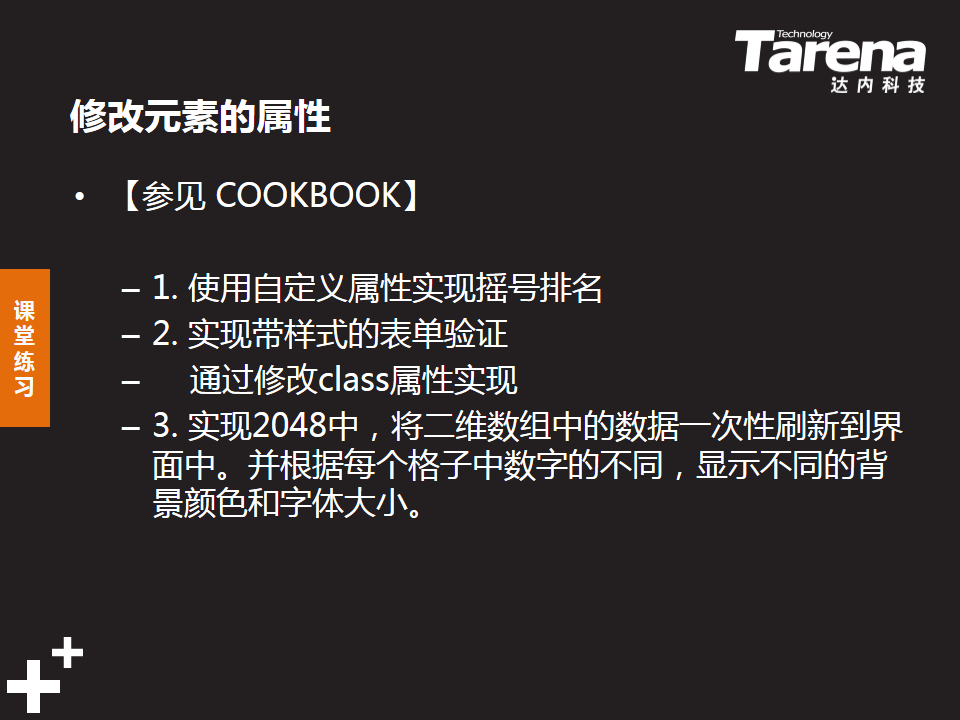 Technology
Tarena
达内科技
修改元素的属性
• 【参见 COOKBOOK】
– 1. 使用自定义属性实现摇号排名
– 2. 实现带样式的表单验证
– 通过修改class属性实现
– 3. 实现2048中，将二维数组中的数据一次性刷新到界
面中。并根据每个格子中数字的不同，显示不同的背
景颜色和字体大小。
课
堂
练
习